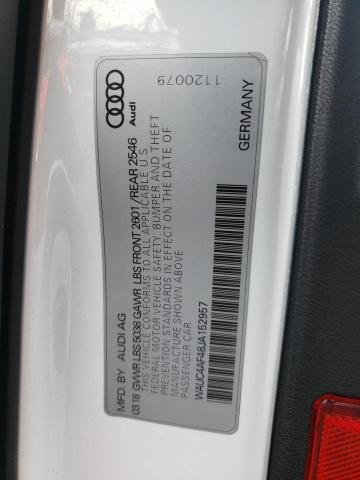 MFD. BY AUDI AG
0318 GVWR LBS 5038 GAWR LBS FRONT 2601/REAR 2546
THIS VEHICLE CONFORMS TO ALL APPLICABLE U S
FEDERAL MOTOR VEHICLE SAFETY, BUMPER AND THEFT
PREVENTION STANDARDS IN EFFECT ON THE DATE OF
MANUFACTURE SHOWN ABOVE.
PASSENGER CAR
WAUC4AF48JA152957
Audi
1120079
GERMANY